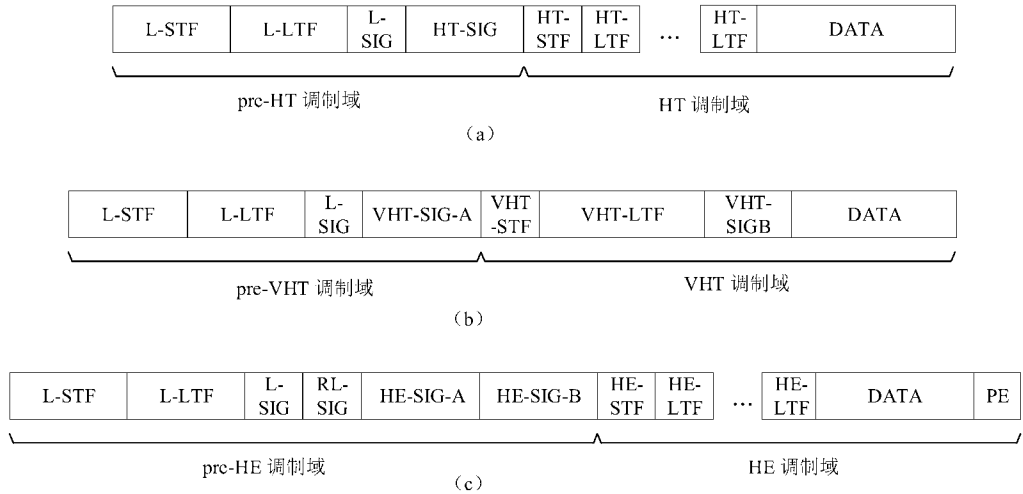 L-STF L-LTF L-SIG HT-SIG HT-STF HT-LTF ... HT-LTF DATA
prc-HT 调制域 HT 调制域
（a）
L-STF L-LTF L-SIG VHT-SIG-A VHT-STF VHT-LTF VHT-SIGB DATA
pre-VHT 调制域 VHT 调制域
（b）
L-STF L-LTF L-SIG RL-SIG HE-SIG-A HE-SIG-B HE-STF HE-LTF ... HE-LTF DATA PE
prc-HE 调制域 HE 调制域
（c）